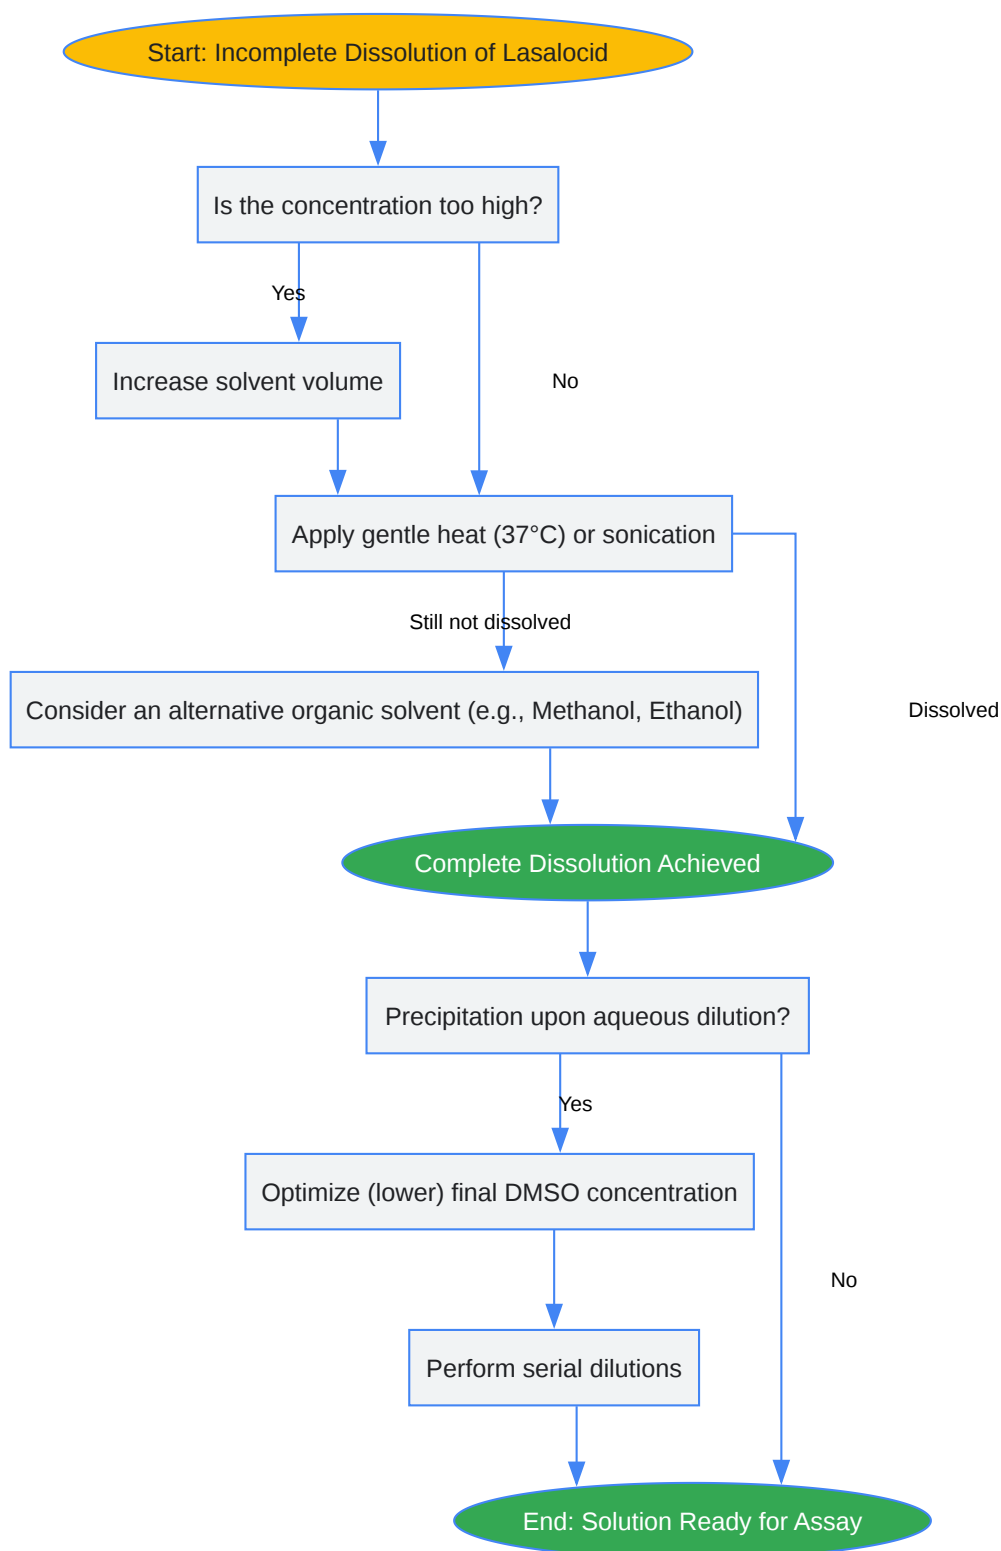 Start: Incomplete Dissolution of Lasalocid
Is the concentration too high?
Yes
Increase solvent volume
No
Apply gentle heat (37°C) or sonication
Still not dissolved
Consider an alternative organic solvent (e.g., Methanol, Ethanol)
Dissolved
Complete Dissolution Achieved
Precipitation upon aqueous dilution?
Yes
Optimize (lower) final DMSO concentration
No
Perform serial dilutions
End: Solution Ready for Assay